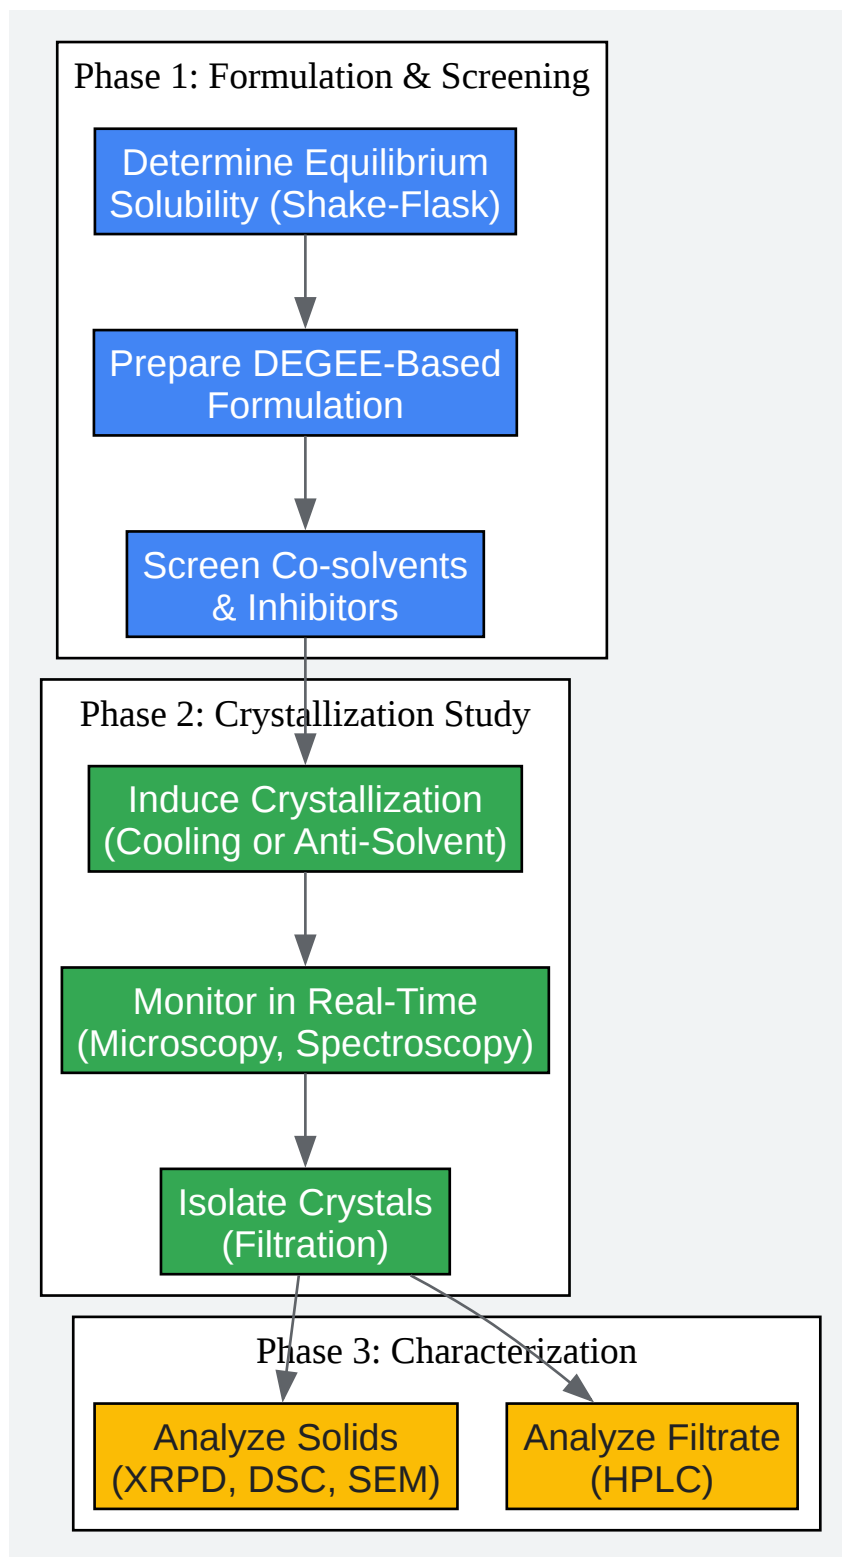 Phase 1: Formulation & Screening
Determine Equilibrium
Solubility (Shake-Flask)
Prepare DEGEE-Based
Formulation
Screen Co-solvents
& Inhibitors
Phase 2: Crystallization Study
Induce Crystallization
(Cooling or Anti-Solvent)
Monitor in Real-Time
(Microscopy, Spectroscopy)
Isolate Crystals
(Filtration)
Phase 3: Characterization
Analyze Solids
(XRPD, DSC, SEM)
Analyze Filtrate
(HPLC)